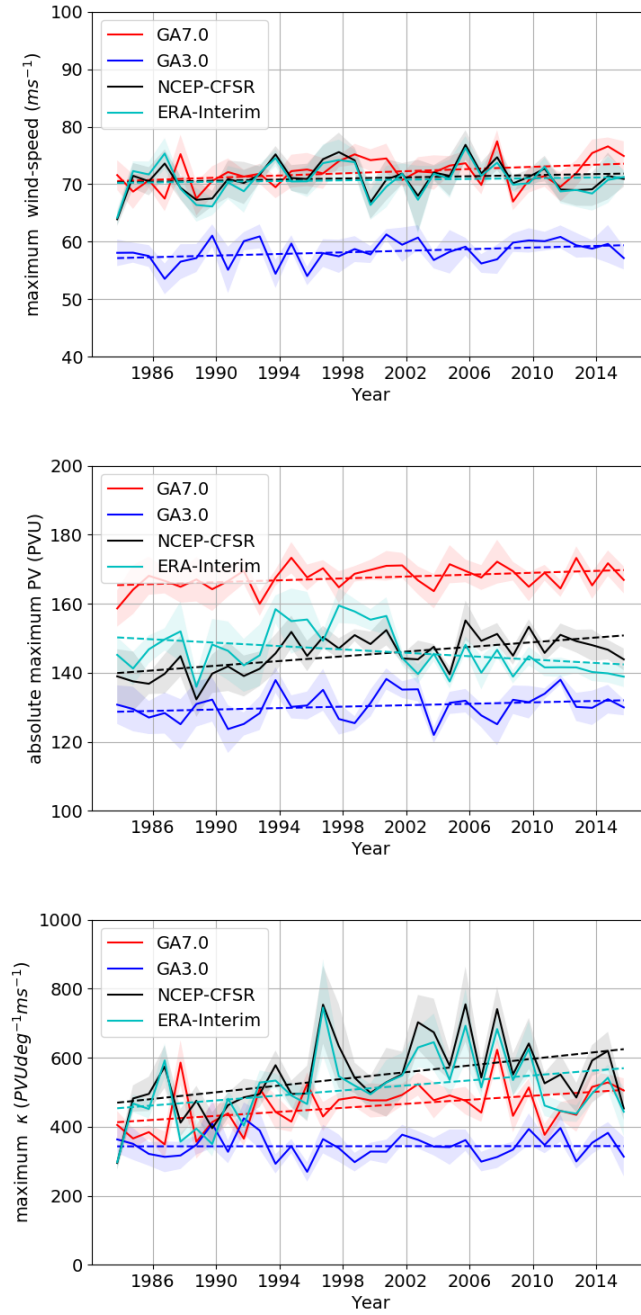 100
90
80
70
60
50
40
maximum wind-speed (ms⁻¹)
GA7.0
GA3.0
NCEP-CFSR
ERA-Interim
1986 1990 1994 1998 2002 2006 2010 2014
Year
200
180
160
140
120
100
absolute maximum PV (PVU)
GA7.0
GA3.0
NCEP-CFSR
ERA-Interim
1986 1990 1994 1998 2002 2006 2010 2014
Year
1000
800
600
400
200
0
maximum κ (PVUdeg⁻¹ms⁻¹)
GA7.0
GA3.0
NCEP-CFSR
ERA-Interim
1986 1990 1994 1998 2002 2006 2010 2014
Year